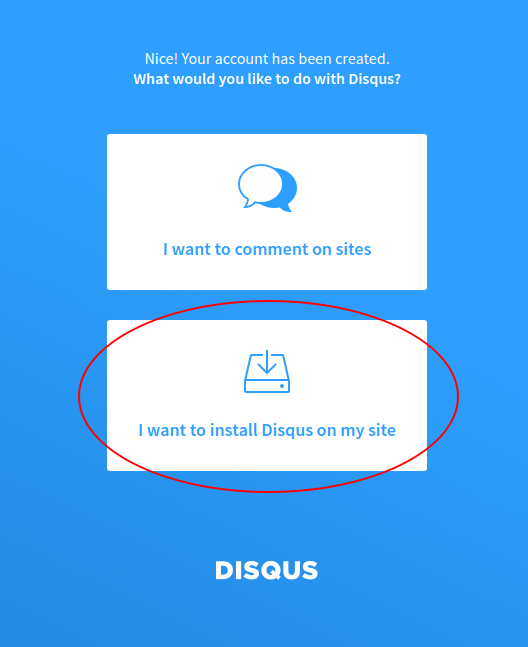 Nice! Your account has been created.
What would you like to do with Disqus?
I want to comment on sites
I want to install Disqus on my site
DISQUS